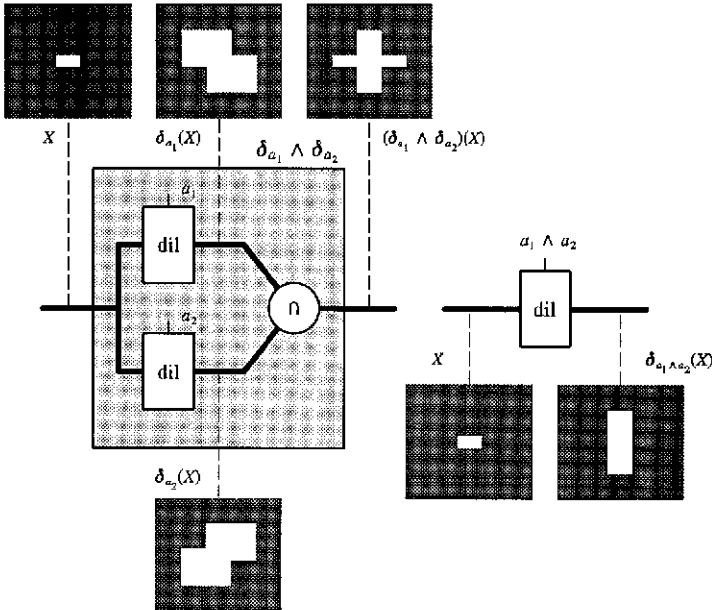 X
δa₁(X)
(δa₁ ∧ δa₂)(X)
δa₁ ∧ δa₂
a₁
dil
∩
a₂
dil
δa₂(X)
a₁ ∧ a₂
dil
X
δa₁∧a₂(X)